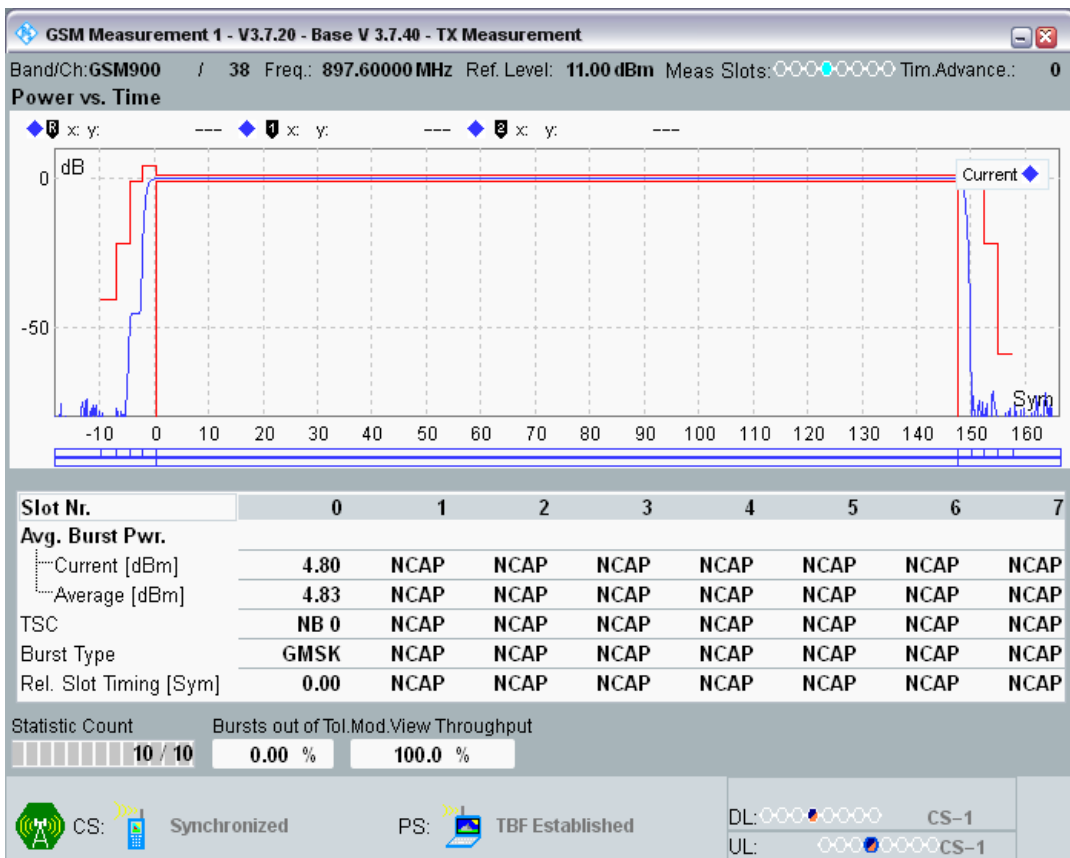 GSM Measurement 1 - V3.7.20 - Base V 3.7.40 - TX Measurement
Band/Ch:GSM900 / 38 Freq.: 897.60000 MHz Ref. Level: 11.00 dBm Meas Slots: Tim.Advance.: 0
Power vs. Time
R x: y: --- 1 x: y: --- 2 x: y: ---
dB
0
Current
-50
Sym
-10 0 10 20 30 40 50 60 70 80 90 100 110 120 130 140 150 160
Slot Nr. 0 1 2 3 4 5 6 7
Avg. Burst Pwr.
Current [dBm] 4.80 NCAP NCAP NCAP NCAP NCAP NCAP NCAP
Average [dBm] 4.83 NCAP NCAP NCAP NCAP NCAP NCAP NCAP
TSC NB 0 NCAP NCAP NCAP NCAP NCAP NCAP NCAP
Burst Type GMSK NCAP NCAP NCAP NCAP NCAP NCAP NCAP
Rel. Slot Timing [Sym] 0.00 NCAP NCAP NCAP NCAP NCAP NCAP NCAP
Statistic Count Bursts out of Tol. Mod.View Throughput
10 / 10 0.00 % 100.0 %
CS: Synchronized PS: TBF Established
DL: CS-1
UL: CS-1